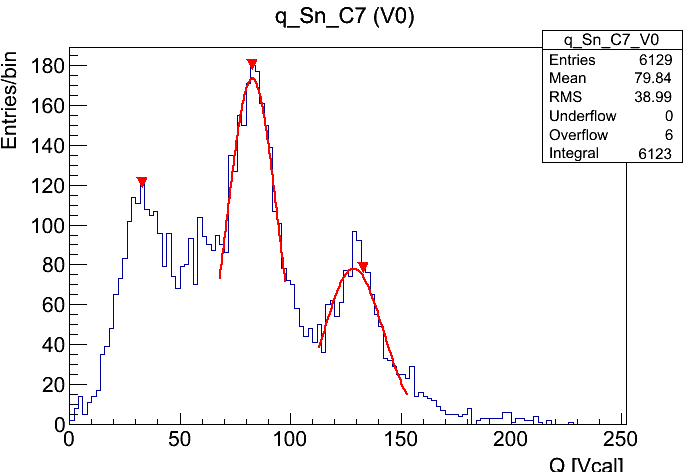 q_Sn_C7 (V0)
q_Sn_C7_V0
Entries 6129
Mean 79.84
RMS 38.99
Underflow 0
Overflow 6
Integral 6123
Entries/bin
180
160
140
120
100
80
60
40
20
0
0 50 100 150 200 250
Q [Vcal]